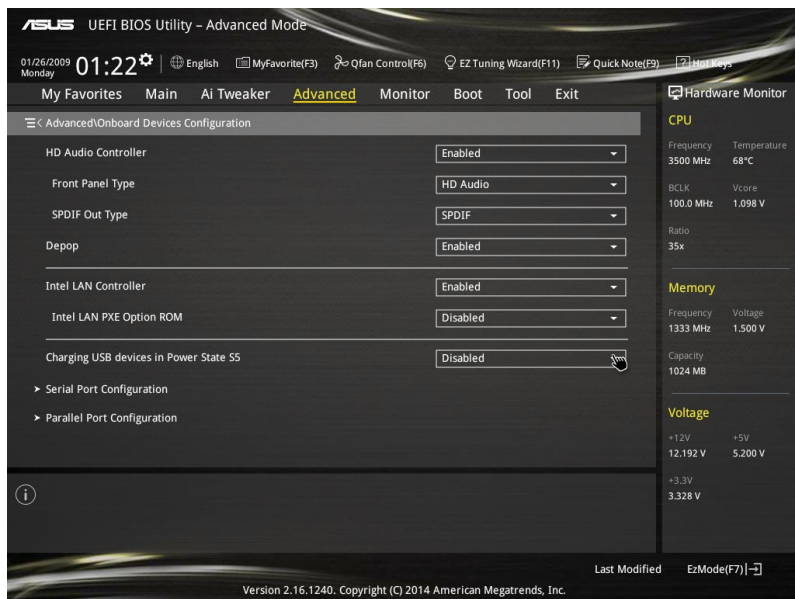 ASUS UEFI BIOS Utility – Advanced Mode
01/26/2009
Monday
01:22
English
MyFavorite(F3)
Qfan Control(F6)
EZ Tuning Wizard(F11)
Quick Note(F9)
Hot Keys
My Favorites Main Ai Tweaker Advanced Monitor Boot Tool Exit
Advanced\Onboard Devices Configuration
HD Audio Controller Enabled
Front Panel Type HD Audio
SPDIF Out Type SPDIF
Depop Enabled
Intel LAN Controller Enabled
Intel LAN PXE Option ROM Disabled
Charging USB devices in Power State S5 Disabled
Serial Port Configuration
Parallel Port Configuration
Hardware Monitor
CPU
Frequency Temperature
3500 MHz 68°C
BCLK Vcore
100.0 MHz 1.098 V
Ratio
35x
Memory
Frequency Voltage
1333 MHz 1.500 V
Capacity
1024 MB
Voltage
+12V +5V
12.192 V 5.200 V
+3.3V
3.328 V
Last Modified
EzMode(F7)
Version 2.16.1240. Copyright (C) 2014 American Megatrends, Inc.